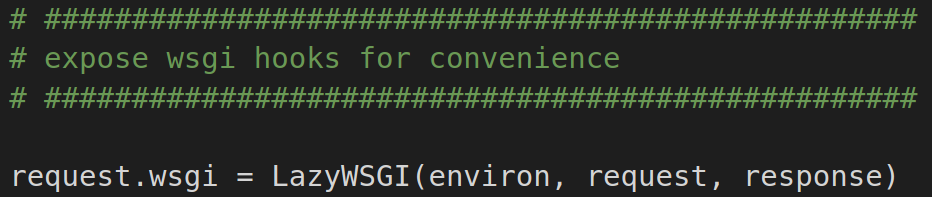 # ##################################################
# expose wsgi hooks for convenience
# ##################################################
request.wsgi = LazyWSGI(environ, request, response)